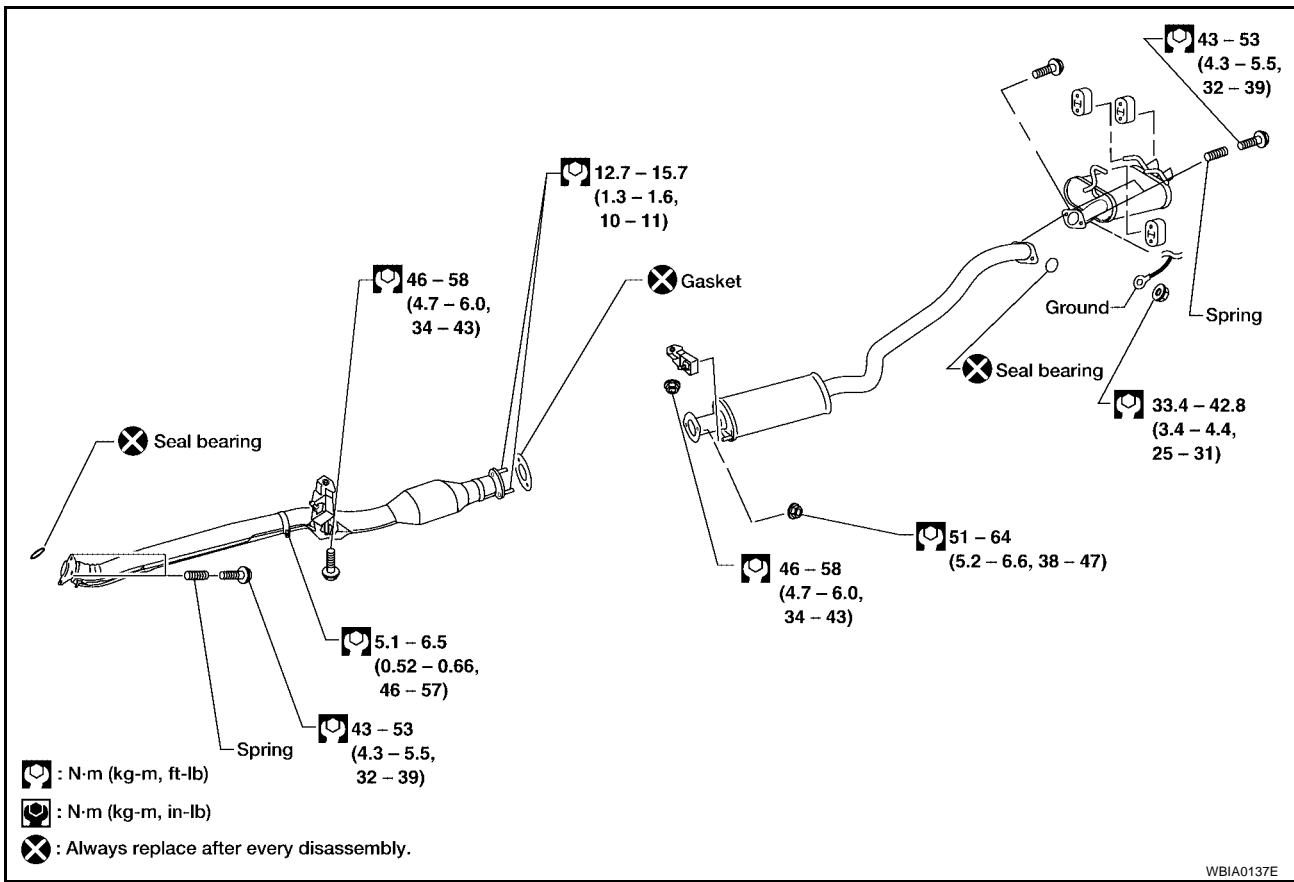 43 – 53
(4.3 – 5.5,
32 – 39)
12.7 – 15.7
(1.3 – 1.6,
10 – 11)
46 – 58
(4.7 – 6.0,
34 – 43)
Gasket
Ground
Spring
Seal bearing
33.4 – 42.8
(3.4 – 4.4,
25 – 31)
Seal bearing
51 – 64
(5.2 – 6.6, 38 – 47)
46 – 58
(4.7 – 6.0,
34 – 43)
5.1 – 6.5
(0.52 – 0.66,
46 – 57)
Spring
43 – 53
(4.3 – 5.5,
32 – 39)
: N·m (kg-m, ft-lb)
: N·m (kg-m, in-lb)
: Always replace after every disassembly.
WBIA0137E